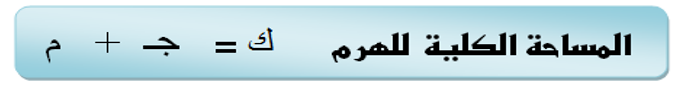 المساحة الكلية للهرم ك = جـ + م